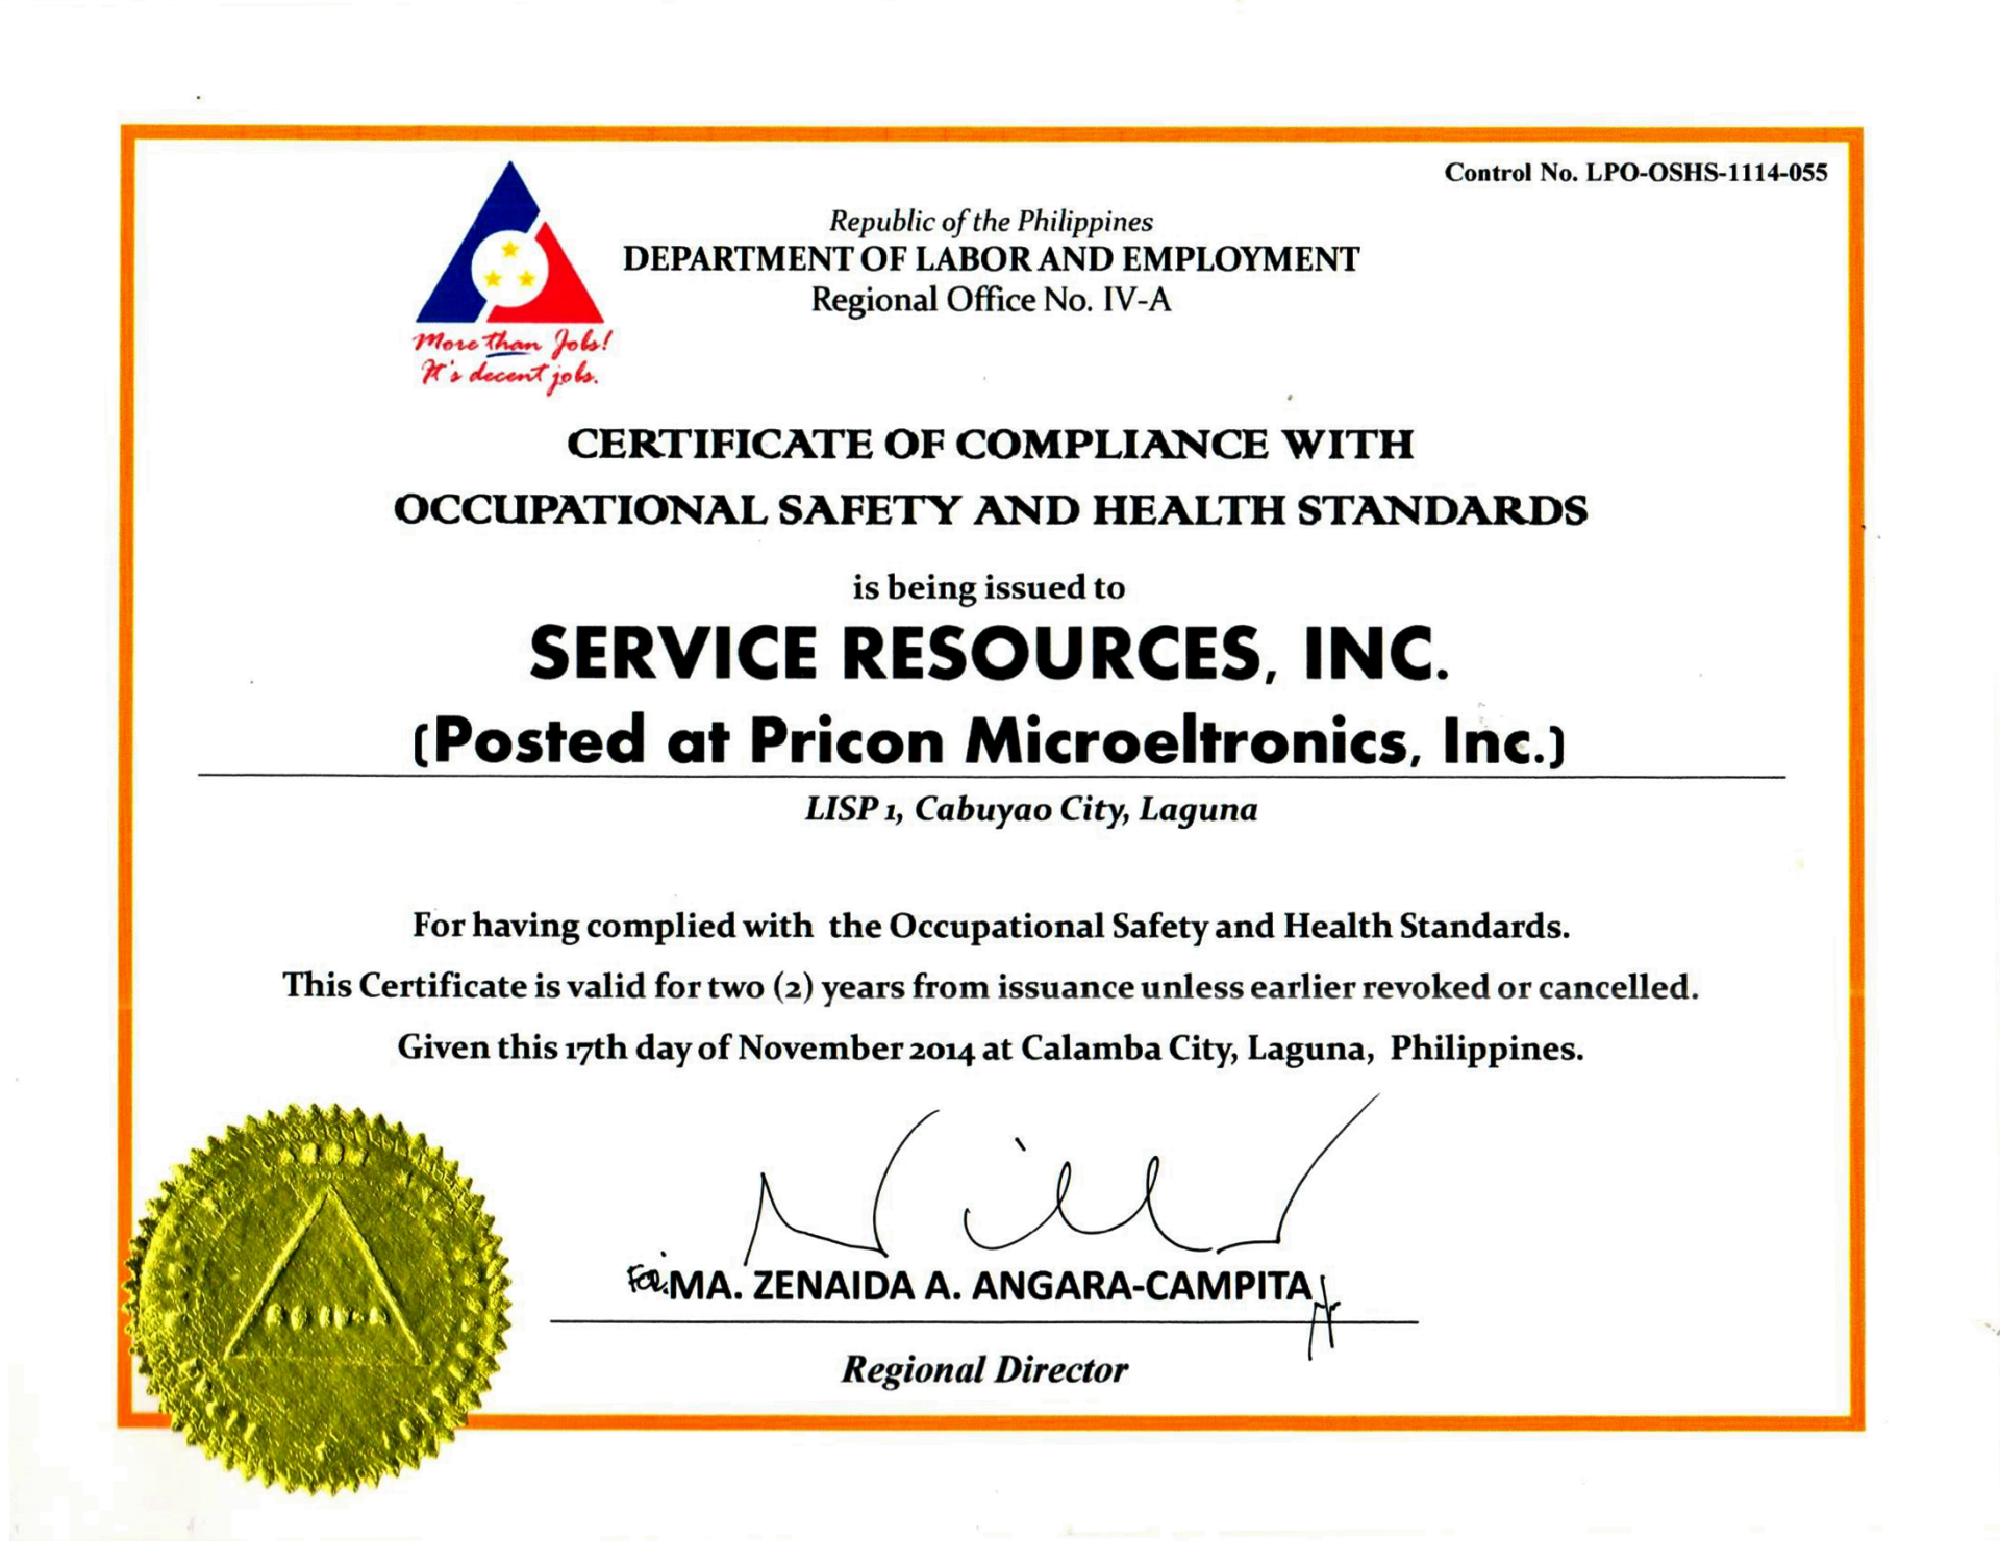 Control No. LPO-OSHS-1114-055
Republic of the Philippines
DEPARTMENT OF LABOR AND EMPLOYMENT
Regional Office No. IV-A
More than Jobs!
It's decent jobs.
CERTIFICATE OF COMPLIANCE WITH
OCCUPATIONAL SAFETY AND HEALTH STANDARDS
is being issued to
SERVICE RESOURCES, INC.
(Posted at Pricon Microeltronics, Inc.)
LISP 1, Cabuyao City, Laguna
For having complied with the Occupational Safety and Health Standards.
This Certificate is valid for two (2) years from issuance unless earlier revoked or cancelled.
Given this 17th day of November 2014 at Calamba City, Laguna, Philippines.
FOR: MA. ZENAIDA A. ANGARA-CAMPITA
Regional Director